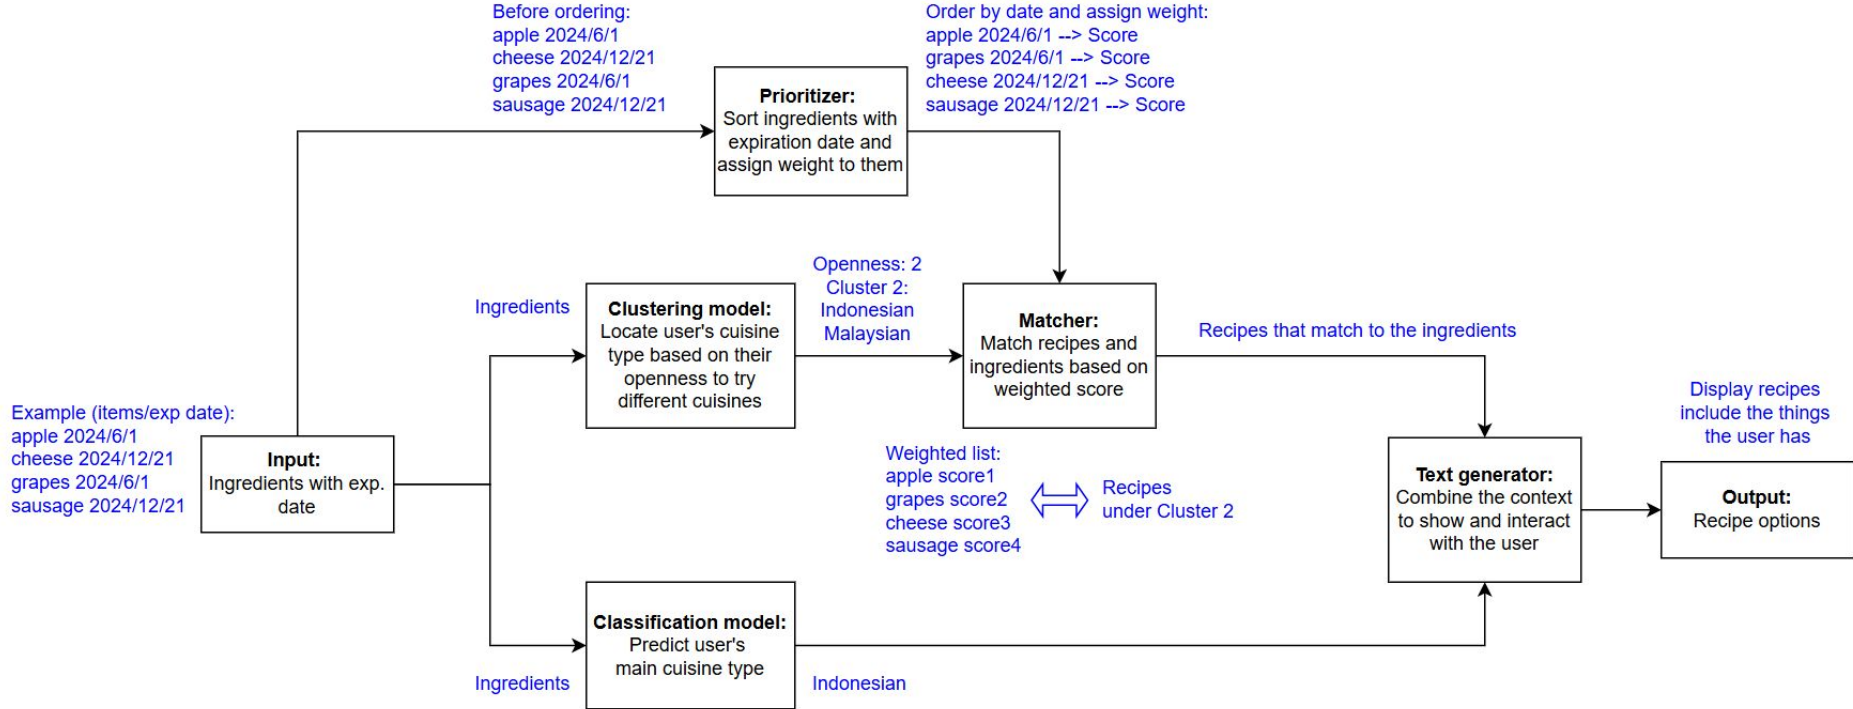 Before ordering:
apple 2024/6/1
cheese 2024/12/21
grapes 2024/6/1
sausage 2024/12/21
Prioritizer:
Sort ingredients with
expiration date and
assign weight to them
Order by date and assign weight:
apple 2024/6/1 --> Score
grapes 2024/6/1 --> Score
cheese 2024/12/21 --> Score
sausage 2024/12/21 --> Score
Example (items/exp date):
apple 2024/6/1
cheese 2024/12/21
grapes 2024/6/1
sausage 2024/12/21
Input:
Ingredients with exp.
date
Ingredients
Clustering model:
Locate user's cuisine
type based on their
openness to try
different cuisines
Openness: 2
Cluster 2:
Indonesian
Malaysian
Matcher:
Match recipes and
ingredients based on
weighted score
Recipes that match to the ingredients
Weighted list:
apple score1
grapes score2
cheese score3
sausage score4
Recipes
under Cluster 2
Ingredients
Classification model:
Predict user's
main cuisine type
Indonesian
Text generator:
Combine the context
to show and interact
with the user
Display recipes
include the things
the user has
Output:
Recipe options